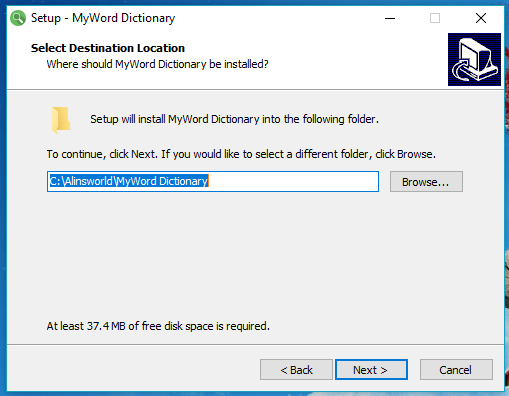 Setup - MyWord Dictionary
Select Destination Location
Where should MyWord Dictionary be installed?
Setup will install MyWord Dictionary into the following folder.
To continue, click Next. If you would like to select a different folder, click Browse.
C:\Alinsworld\MyWord Dictionary
Browse...
At least 37.4 MB of free disk space is required.
< Back
Next >
Cancel